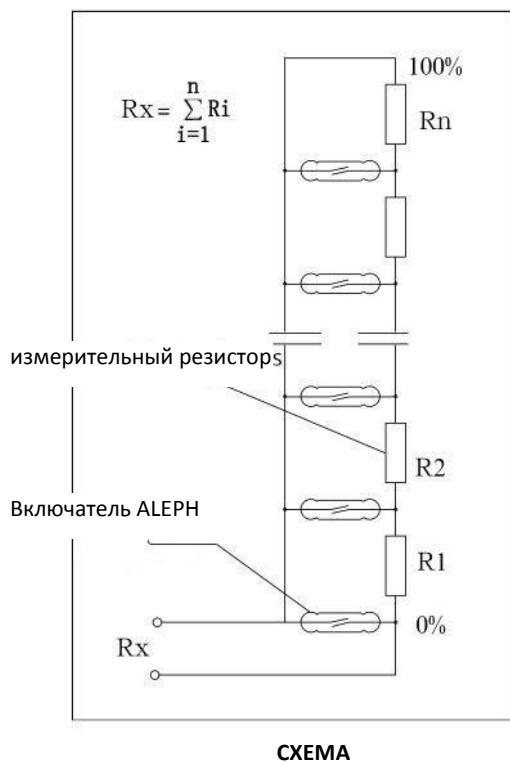 100%
Rn
n
Rx= ∑ Ri
i=1
измерительный резисторs
R2
Включатель ALEPH
R1
0%
Rx
СХЕМА